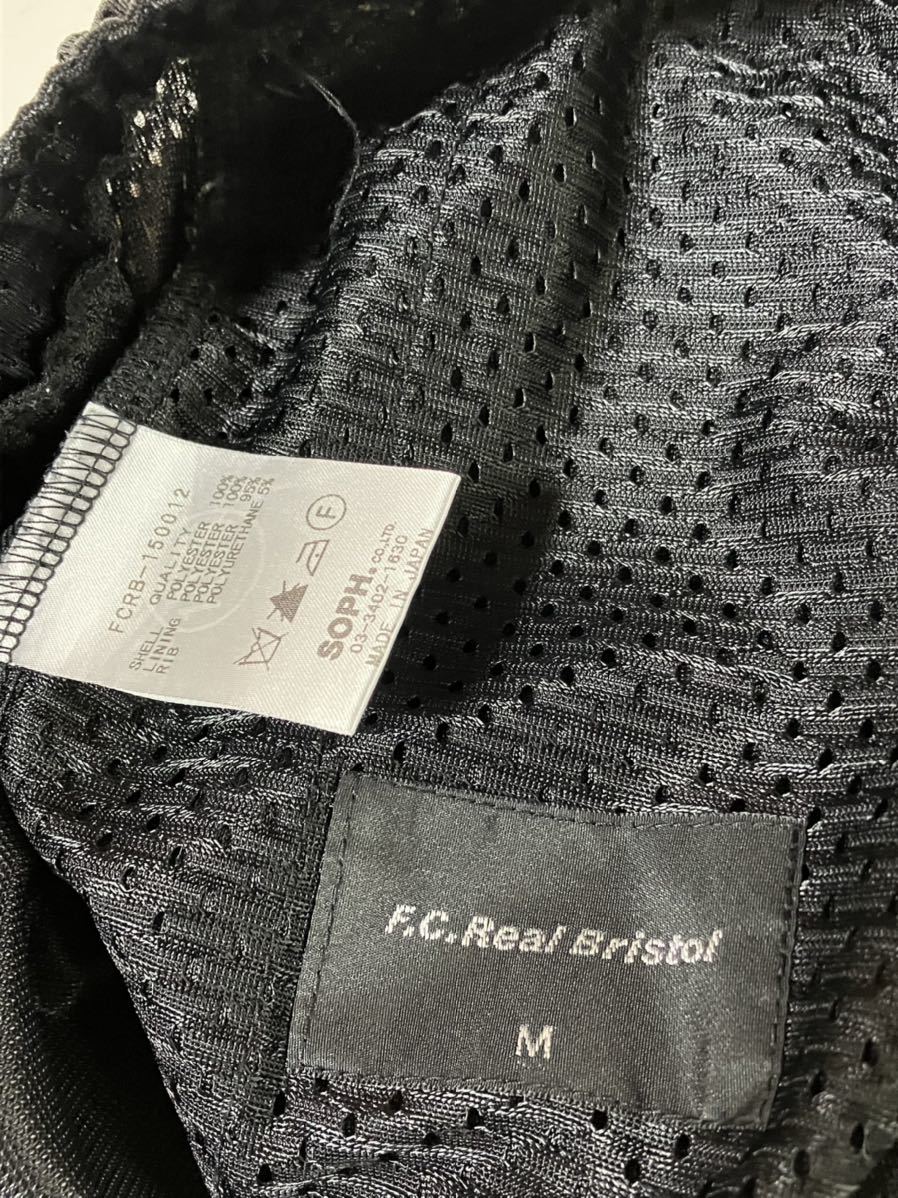 FCRB-150012
QUALITY
SHELL POLYESTER 100%
LINING POLYESTER 100%
RIB POLYESTER 95%
POLYURETHANE 5%
F
SOPH. CO.,LTD.
03-3402-1630
MADE IN JAPAN
F.C.Real Bristol
M